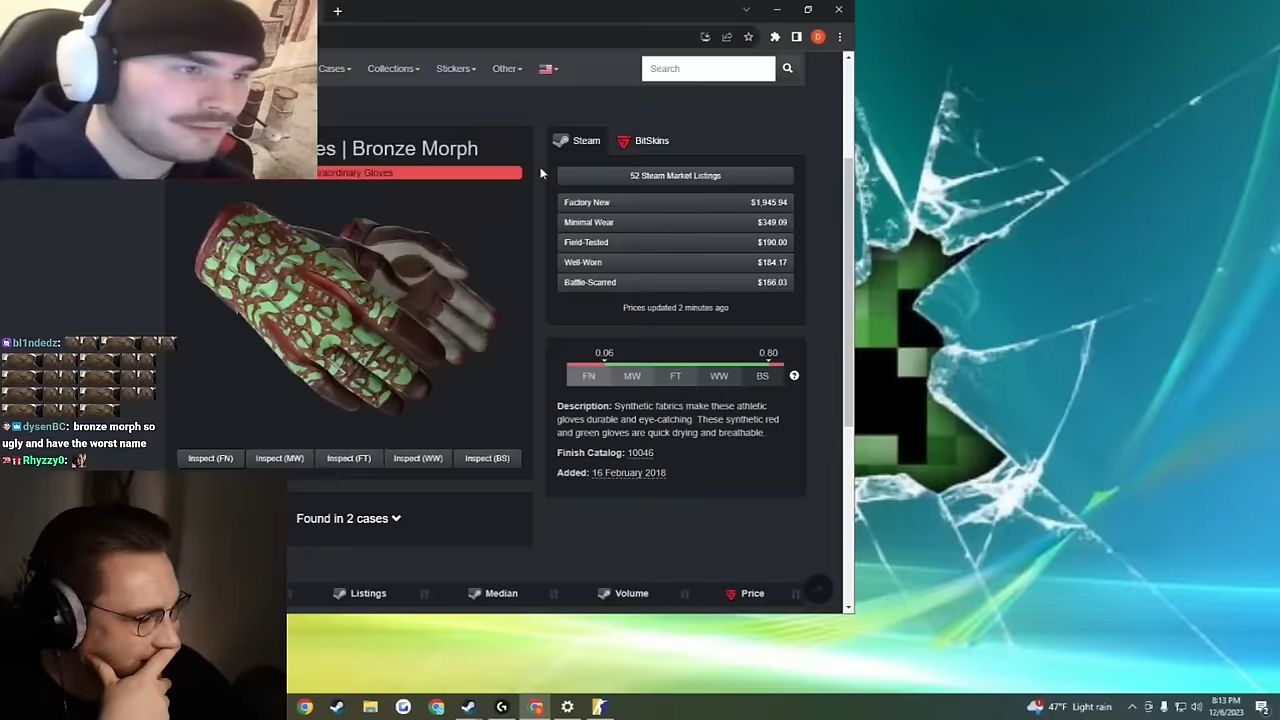 Cases
Collections
Stickers
Other
Search
es | Bronze Morph
raordinary Gloves
Steam
BitSkins
52 Steam Market Listings
Factory New $1,945.94
Minimal Wear $349.09
Field-Tested $190.00
Well-Worn $184.17
Battle-Scarred $166.03
Prices updated 2 minutes ago
0.06 0.80
FN MW FT WW BS
Description: Synthetic fabrics make these athletic
gloves durable and eye-catching. These synthetic red
and green gloves are quick drying and breathable.
Finish Catalog: 10046
Added: 16 February 2018
Inspect (FN)
Inspect (MW)
Inspect (FT)
Inspect (WW)
Inspect (BS)
Found in 2 cases
Listings
Median
Volume
Price
bl1ndedz:
dysenBC: bronze morph so
ugly and have the worst name
Rhyzzy0:
47°F Light rain
8:13 PM
12/6/2023